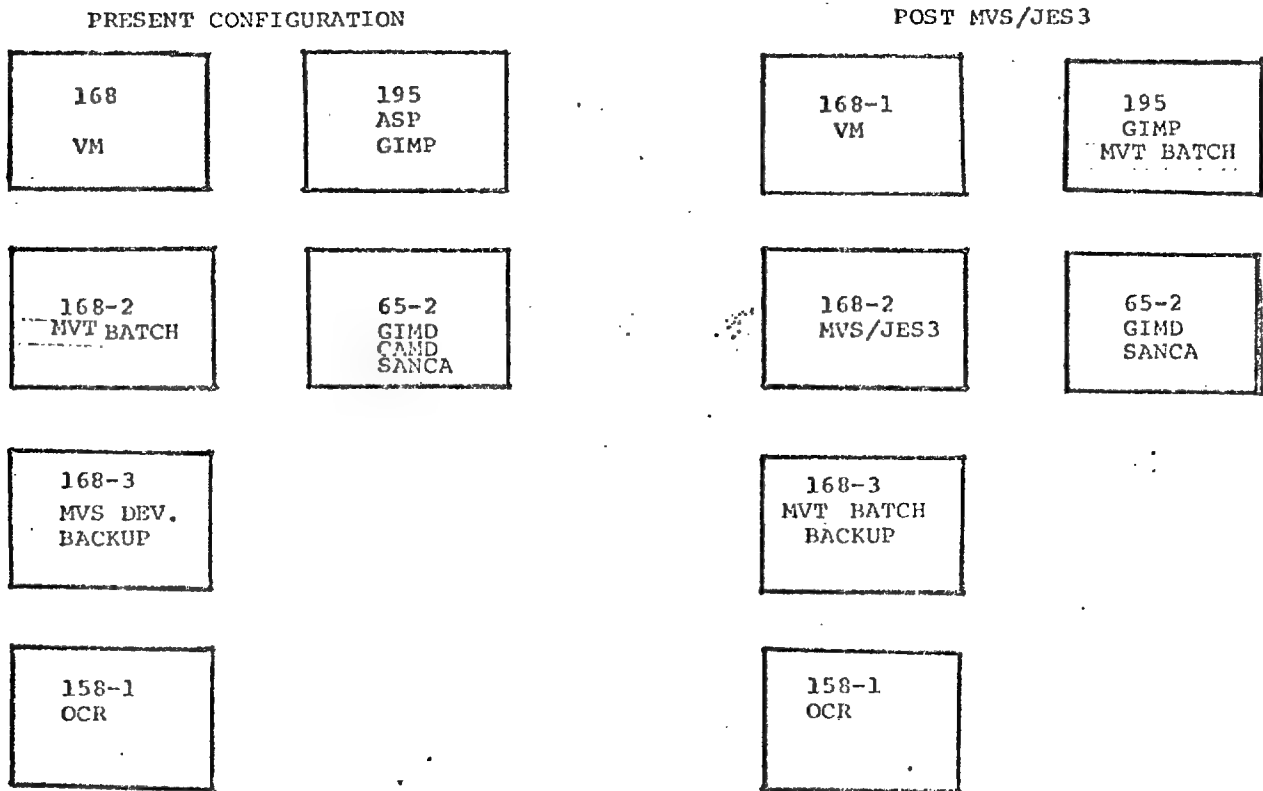 PRESENT CONFIGURATION
168
VM
195
ASP
GIMP
168-2
MVT BATCH
65-2
GIMD
CAMD
SANCA
168-3
MVS DEV.
BACKUP
158-1
OCR
POST MVS/JES3
168-1
VM
195
GIMP
MVT BATCH
168-2
MVS/JES3
65-2
GIMD
SANCA
168-3
MVT BATCH
BACKUP
158-1
OCR